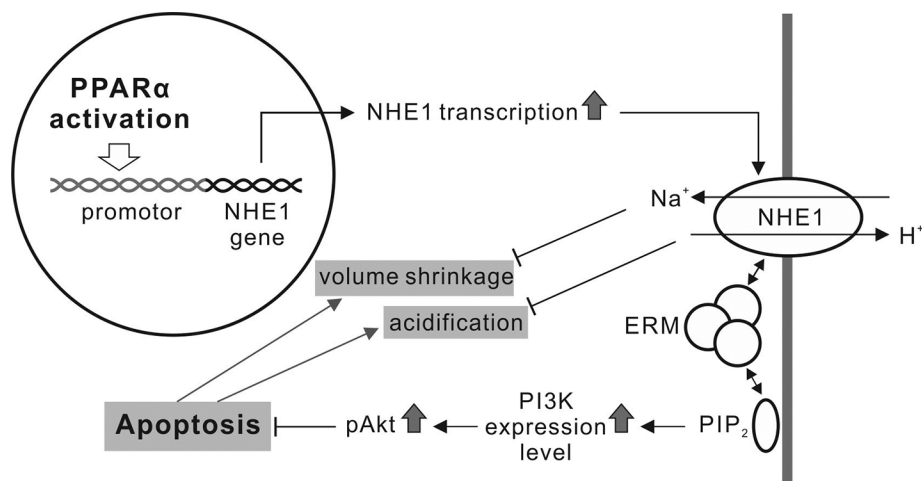 PPARα
activation
promotor
NHE1
gene
NHE1 transcription
Na⁺
NHE1
H⁺
volume shrinkage
acidification
ERM
Apoptosis
pAkt
PI3K
expression
level
PIP₂